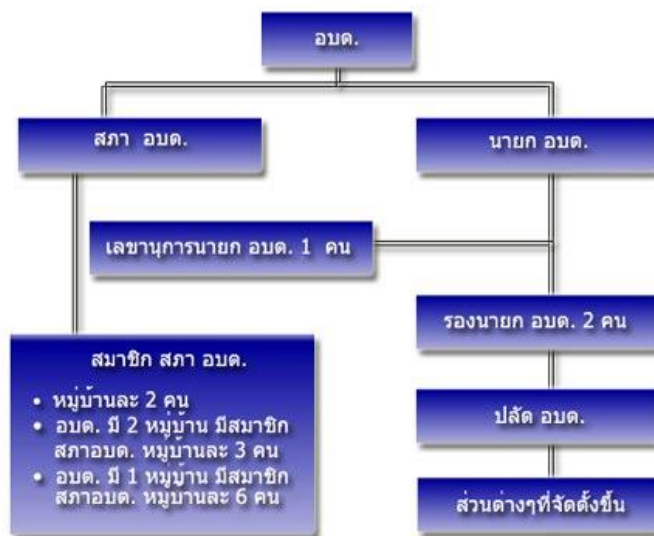 อบต.
สภา อบต.
นายก อบต.
เลขานุการนายก อบต. 1 คน
รองนายก อบต. 2 คน
สมาชิก สภา อบต.
• หมู่บ้านละ 2 คน
• อบต. มี 2 หมู่บ้าน มีสมาชิก
สภาอบต. หมู่บ้านละ 3 คน
• อบต. มี 1 หมู่บ้าน มีสมาชิก
สภาอบต. หมู่บ้านละ 6 คน
ปลัด อบต.
ส่วนต่างๆที่จัดตั้งขึ้น